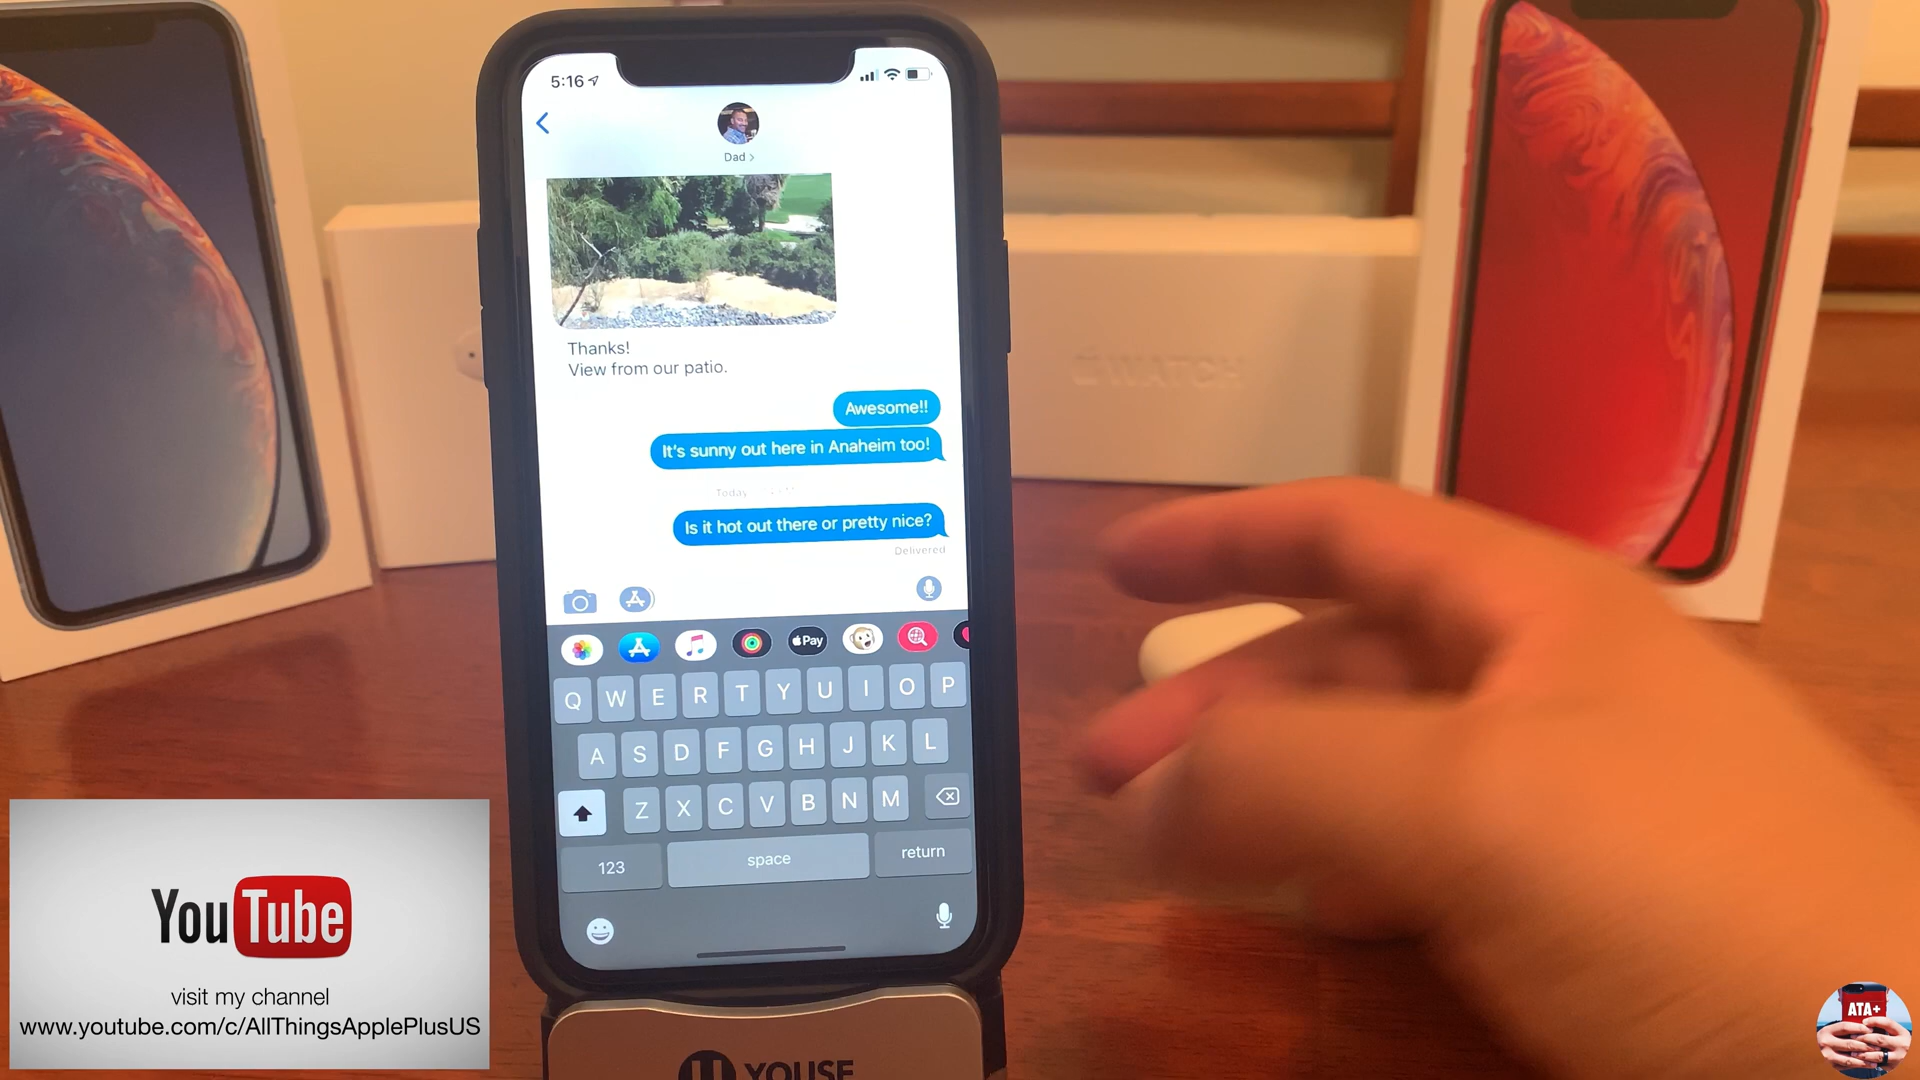 5:16
Dad >
Thanks!
View from our patio.
Awesome!!
It's sunny out here in Anaheim too!
Today
Is it hot out there or pretty nice?
Delivered
Pay
Q W E R T Y U I O P
A S D F G H J K L
Z X C V B N M
123 space return
WATCH
YouTube
visit my channel
www.youtube.com/c/AllThingsApplePlusUS
YOUSE
ATA+